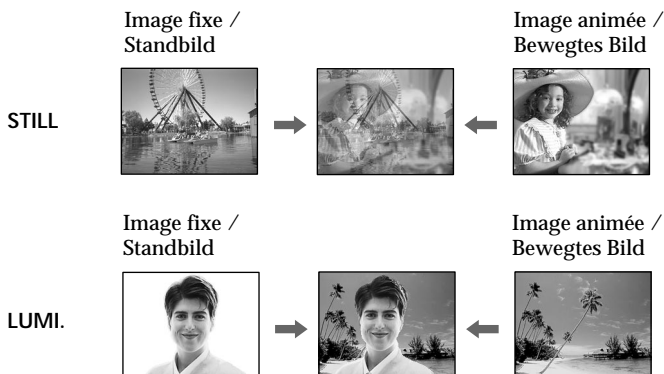 Image fixe /
Standbild
Image animée /
Bewegtes Bild
STILL
Image fixe /
Standbild
Image animée /
Bewegtes Bild
LUMI.